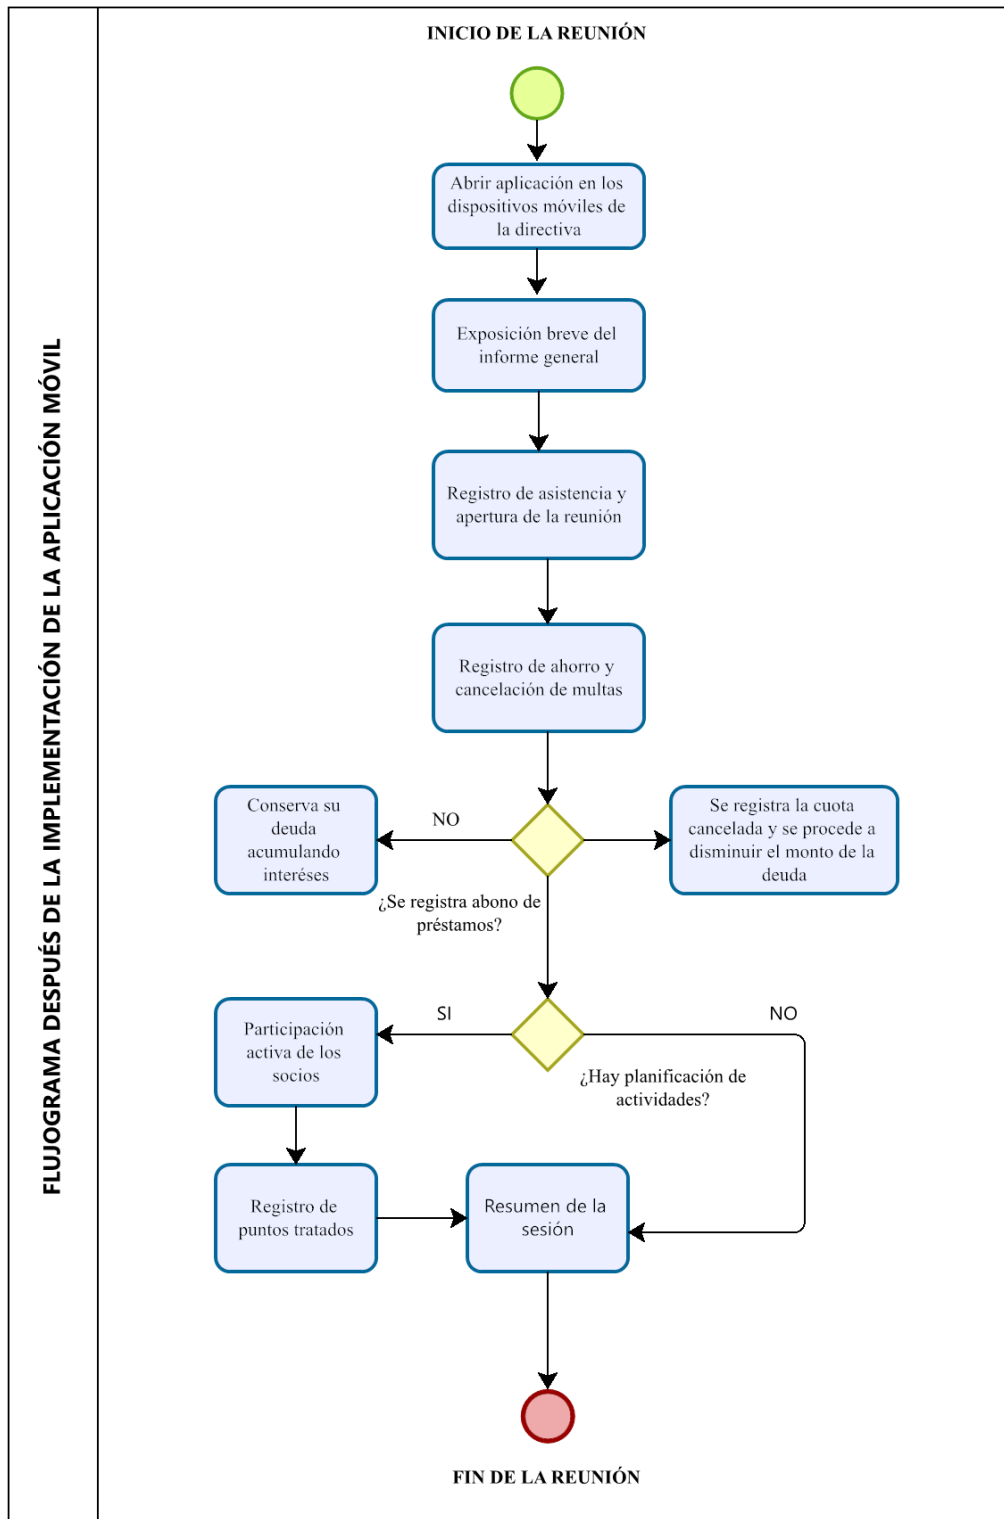 FLUJOGRAMA DESPUÉS DE LA IMPLEMENTACIÓN DE LA APLICACIÓN MÓVIL
INICIO DE LA REUNIÓN
Abrir aplicación en los
dispositivos móviles de
la directiva
Exposición breve del
informe general
Registro de asistencia y
apertura de la reunión
Registro de ahorro y
cancelación de multas
Conserva su
deuda
acumulando
interéses
NO
Se registra la cuota
cancelada y se procede a
disminuir el monto de la
deuda
¿Se registra abono de
préstamos?
Participación
activa de los
socios
SI
NO
¿Hay planificación de
actividades?
Registro de
puntos tratados
Resumen de la
sesión
FIN DE LA REUNIÓN